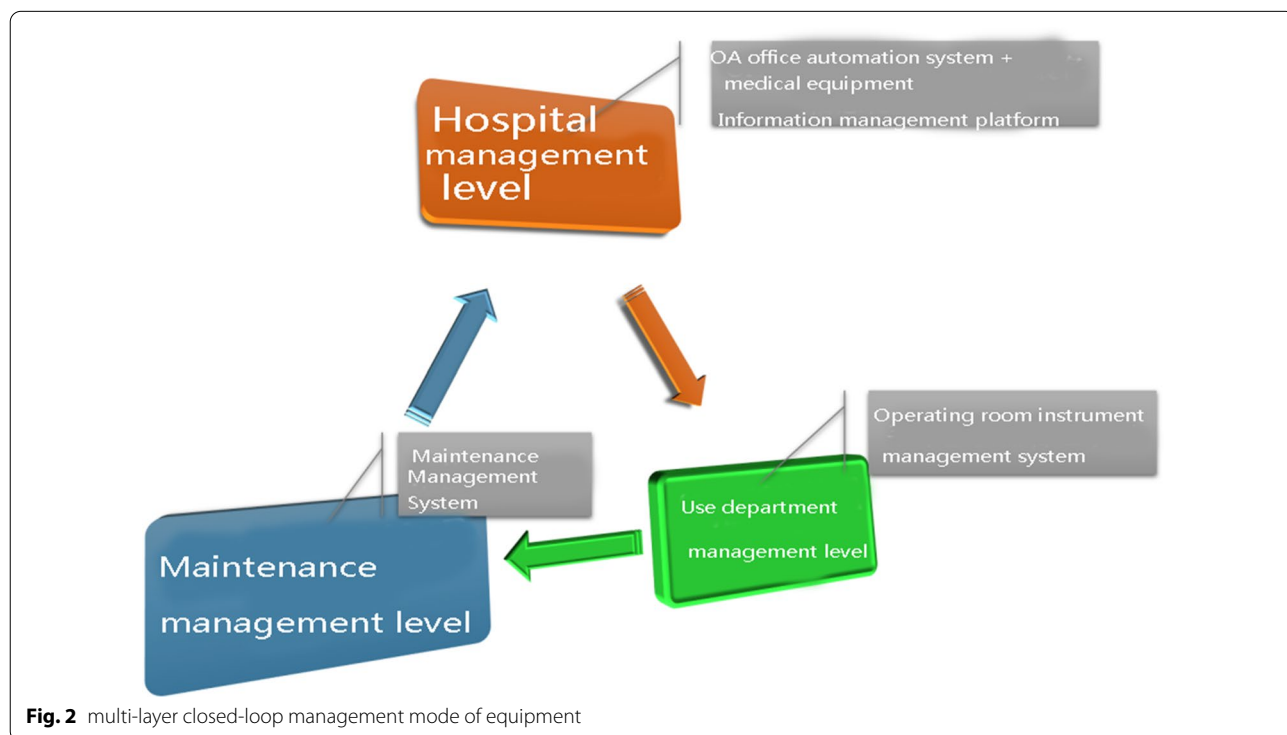 OA office automation system +
medical equipment
Information management platform
Hospital
management
level
Operating room instrument
management system
Maintenance
Management
System
Use department
management level
Maintenance
management level
Fig. 2 multi-layer closed-loop management mode of equipment